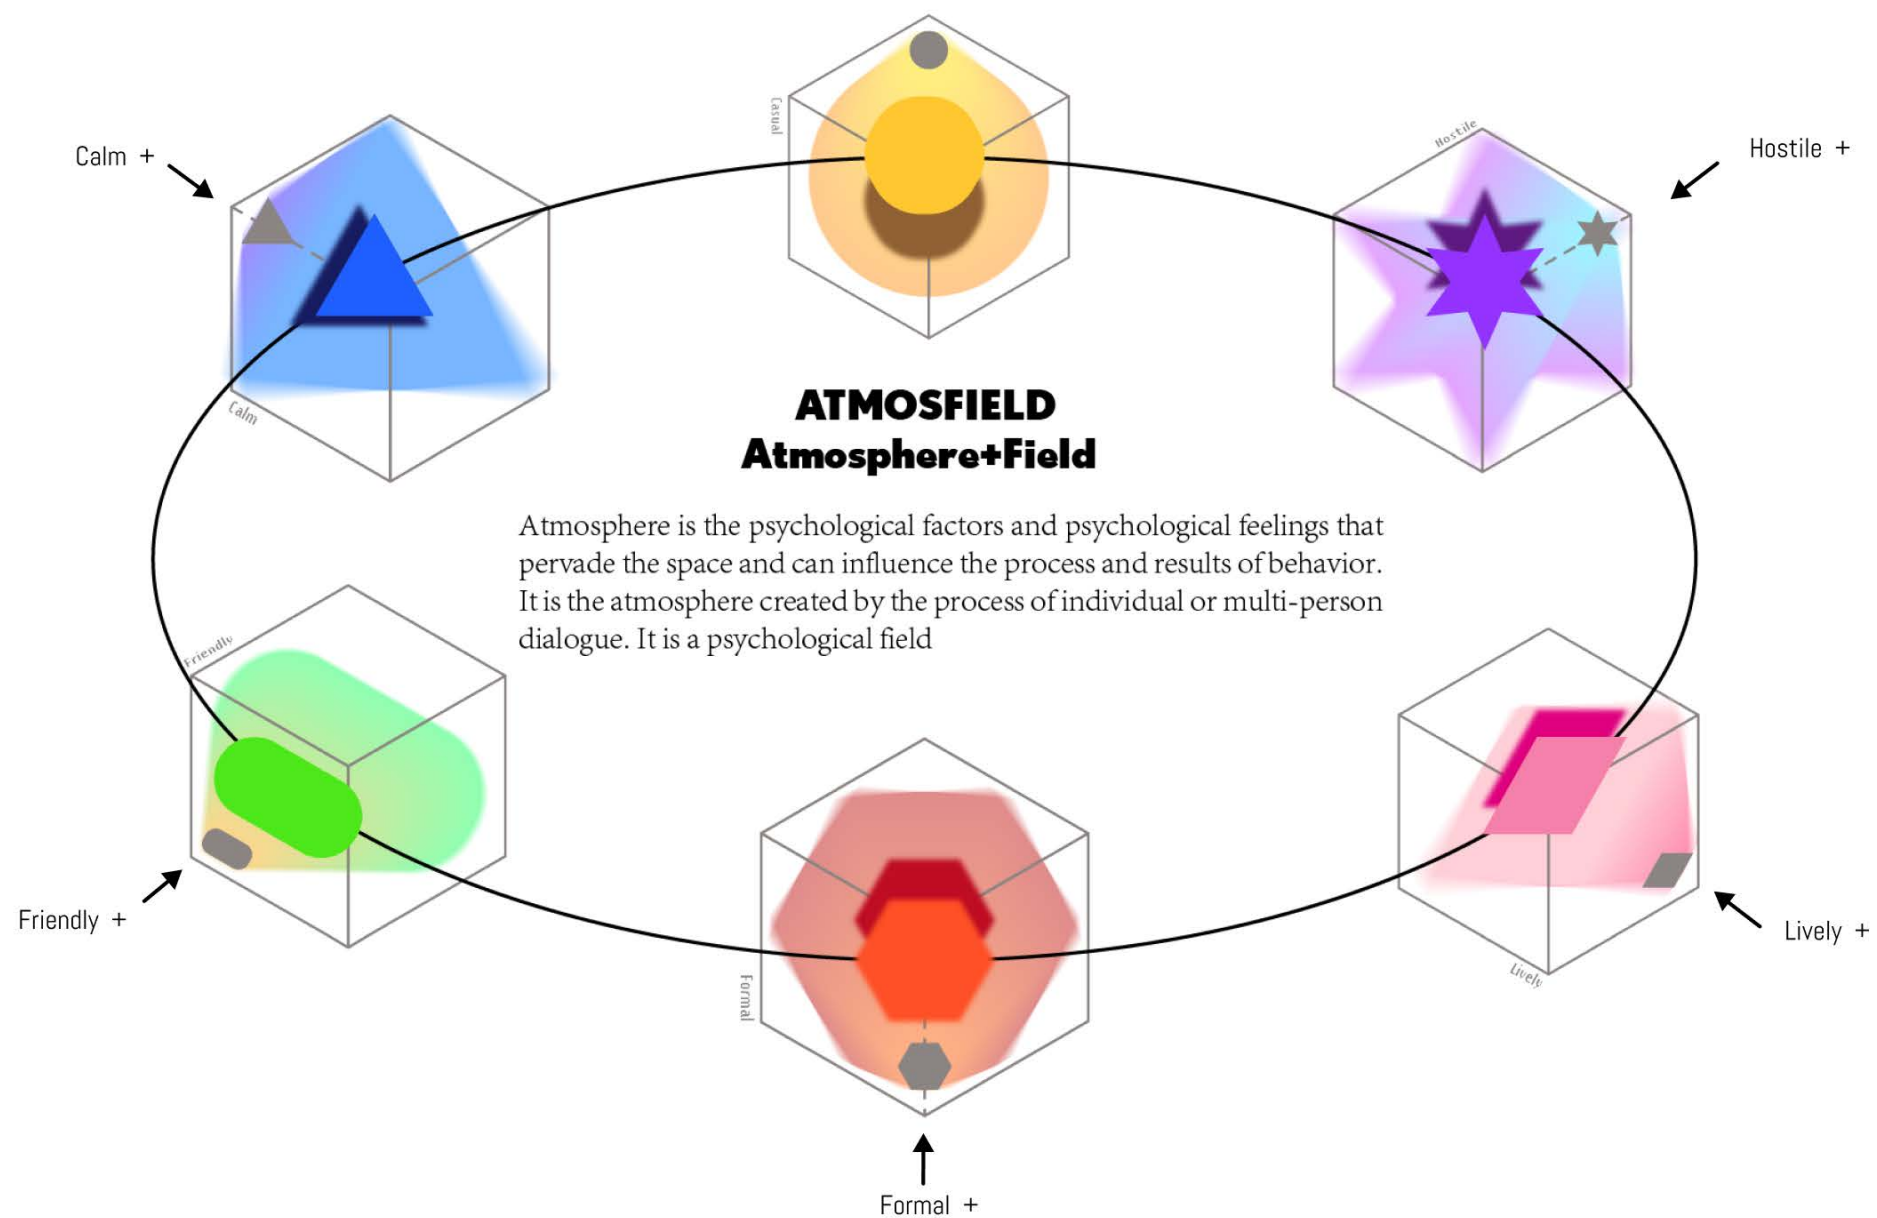 Casual
Calm +
Hostile
Hostile +
Calm
ATMOSFIELD
Atmosphere+Field
Atmosphere is the psychological factors and psychological feelings that
pervade the space and can influence the process and results of behavior.
It is the atmosphere created by the process of individual or multi-person
dialogue. It is a psychological field
Friendly
Friendly +
Formal
Lively
Lively +
Formal +